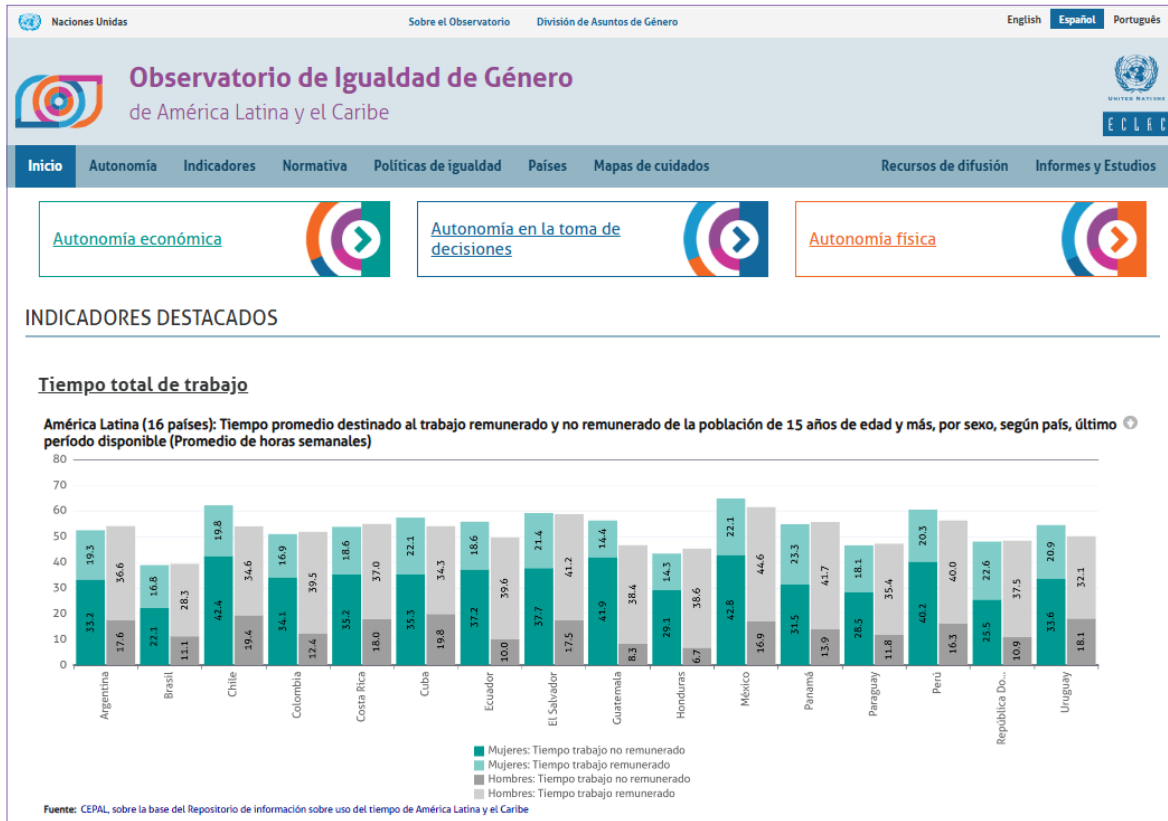 Naciones Unidas
Sobre el Observatorio
División de Asuntos de Género
English
Español
Português
Observatorio de Igualdad de Género
de América Latina y el Caribe
UNITED NATIONS
ECLAC
Inicio
Autonomía
Indicadores
Normativa
Políticas de igualdad
Países
Mapas de cuidados
Recursos de difusión
Informes y Estudios
Autonomía económica
Autonomía en la toma de
decisiones
Autonomía física
INDICADORES DESTACADOS
Tiempo total de trabajo
América Latina (16 países): Tiempo promedio destinado al trabajo remunerado y no remunerado de la población de 15 años de edad y más, por sexo, según país, último
período disponible (Promedio de horas semanales)
80
70
60
50
40
30
20
10
0
33.2
19.3
17.6
36.6
22.1
16.8
11.1
28.3
42.4
19.8
19.4
34.6
34.1
16.9
12.4
39.5
35.2
18.6
18.0
37.0
35.3
22.1
19.8
34.3
37.2
18.6
10.0
39.6
37.7
21.4
17.5
41.2
41.9
14.4
8.3
38.4
29.1
14.3
6.7
38.6
42.8
22.1
16.9
44.6
31.5
23.3
13.9
41.7
28.5
18.1
11.8
35.4
40.2
20.3
16.3
40.0
25.5
22.6
10.9
37.5
33.6
20.9
18.1
32.1
Argentina
Brasil
Chile
Colombia
Costa Rica
Cuba
Ecuador
El Salvador
Guatemala
Honduras
México
Panamá
Paraguay
Perú
República Do...
Uruguay
Mujeres: Tiempo trabajo no remunerado
Mujeres: Tiempo trabajo remunerado
Hombres: Tiempo trabajo no remunerado
Hombres: Tiempo trabajo remunerado
Fuente: CEPAL, sobre la base del Repositorio de información sobre uso del tiempo de América Latina y el Caribe